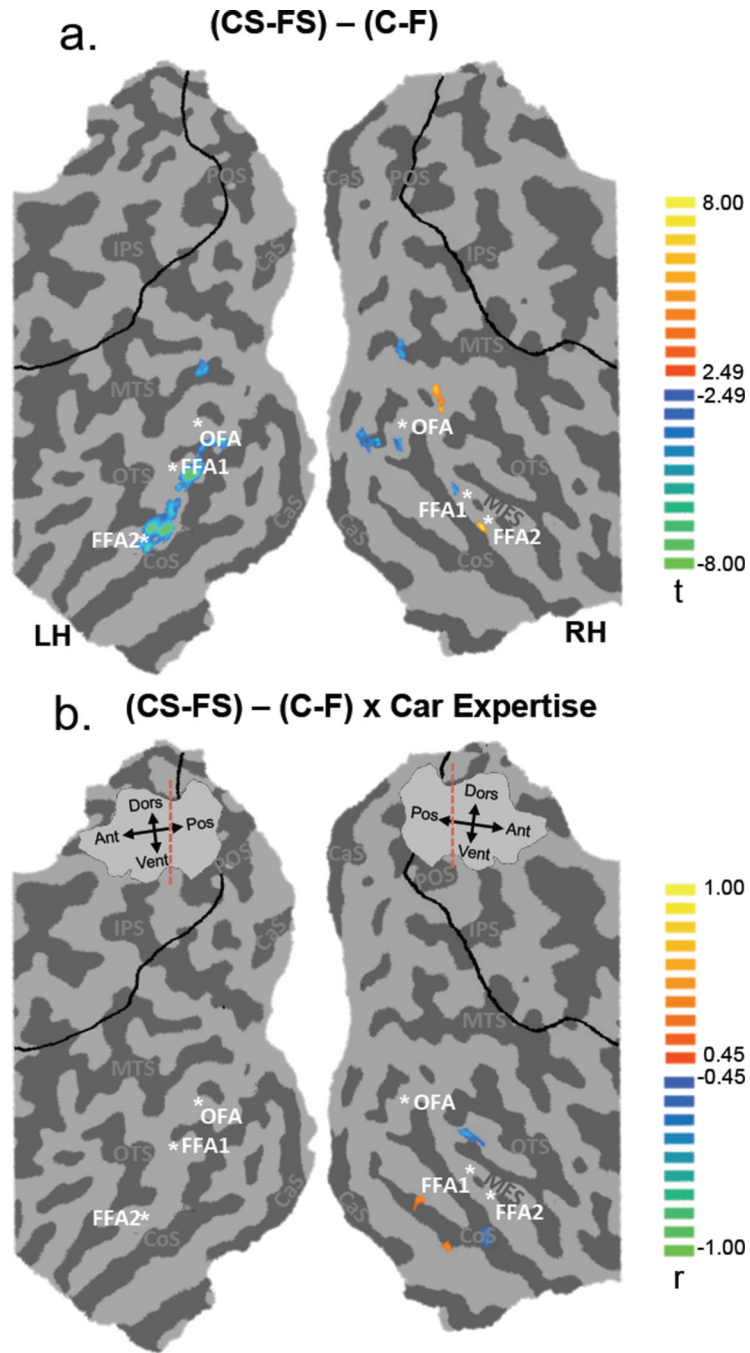 a. (CS-FS) – (C-F)
POS CaS POS
IPS CaS IPS
8.00
MTS MTS
2.49
-2.49
*OFA *OFA
OTS *FFA1 OTS
FFA1 * MFS
FFA2* * FFA2
CaS CaS
CoS CoS
-8.00
t
LH RH
b. (CS-FS) – (C-F) x Car Expertise
Dors Dors
Ant Pos Pos Ant
Vent Vent
POS CaS POS
IPS CaS IPS
1.00
MTS MTS
0.45
-0.45
*OFA *OFA
OTS *FFA1 OTS
FFA1 * MFS
FFA2* * FFA2
CaS CaS
CoS CoS
-1.00
r